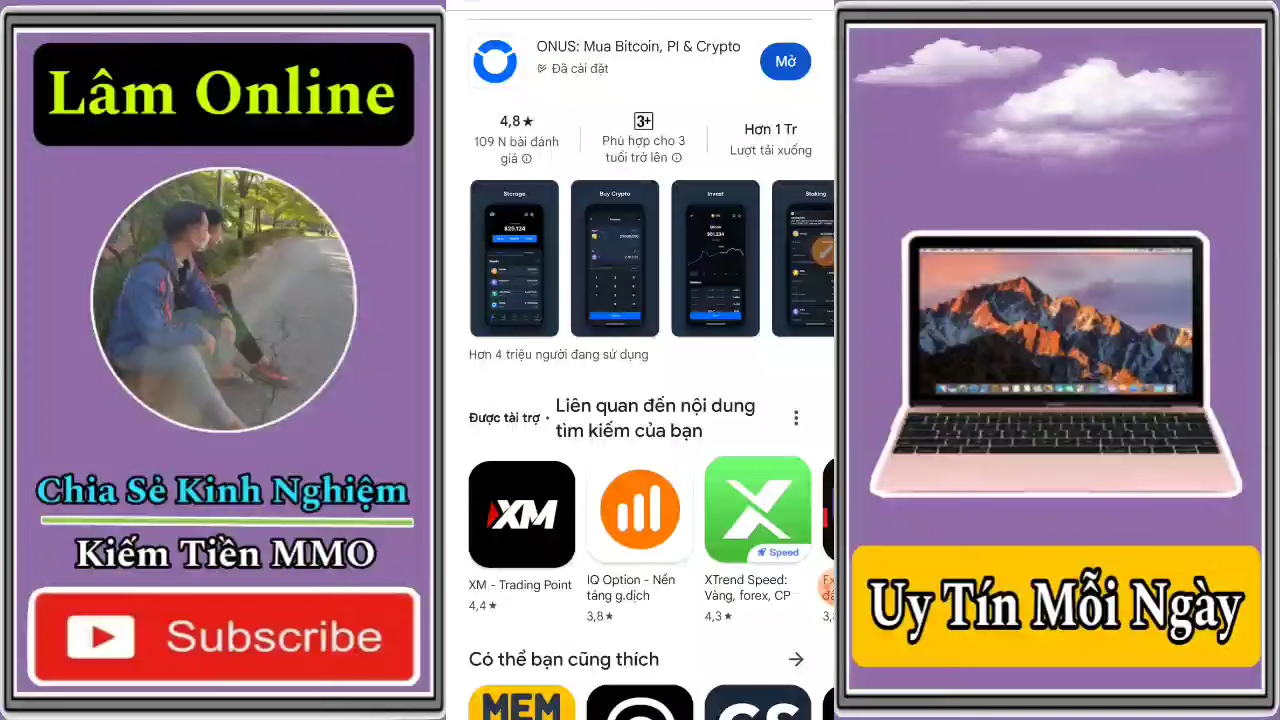 Lâm Online
Chia Sẻ Kinh Nghiệm
Kiếm Tiền MMO
Subscribe
ONUS: Mua Bitcoin, PI & Crypto
Đã cài đặt
Mở
4,8★
109 N bài đánh
giá
3+
Phù hợp cho 3
tuổi trở lên
Hơn 1 Tr
Lượt tải xuống
Storage
Buy Crypto
Invest
Staking
Hơn 4 triệu người đang sử dụng
Được tài trợ •
Liên quan đến nội dung
tìm kiếm của bạn
XM
Speed
XM - Trading Point
4,4★
IQ Option - Nền
tảng g.dịch
3,8★
XTrend Speed:
Vàng, forex, CP
4,3★
Có thể bạn cũng thích
MEM
Uy Tín Mỗi Ngày